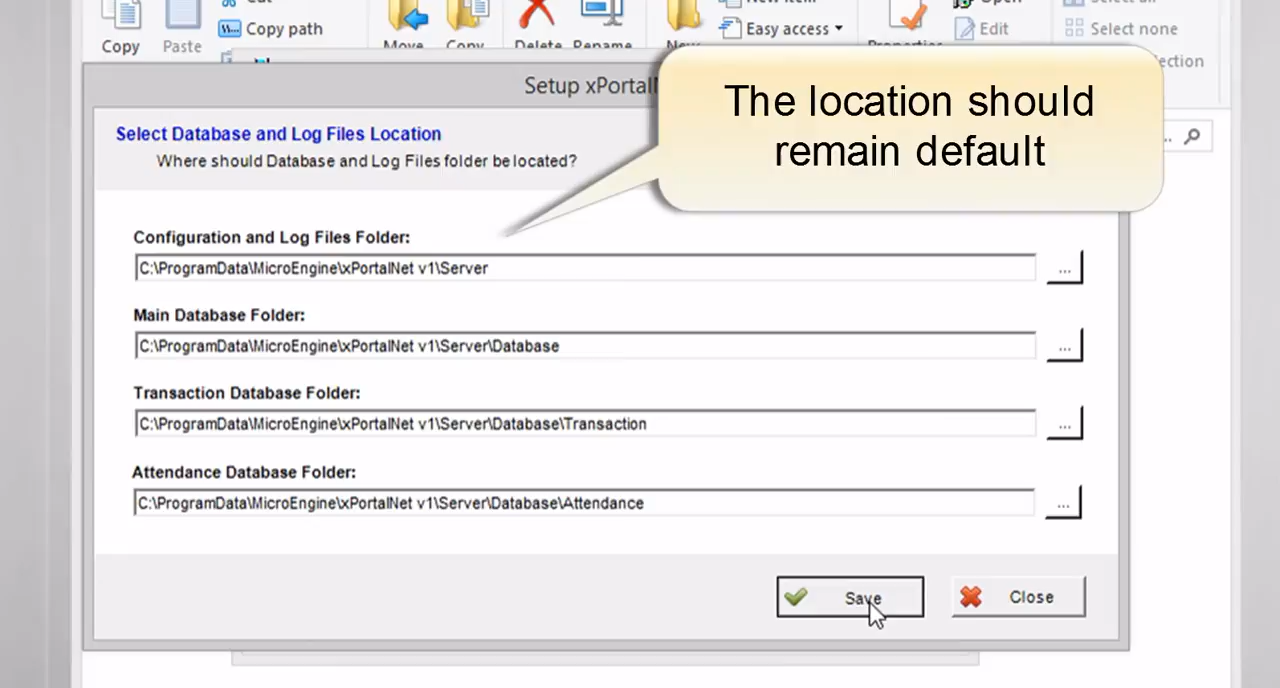 Copy path
Easy access
Edit
Select none
Copy
Paste
Setup xPortal
The location should
remain default
Select Database and Log Files Location
Where should Database and Log Files folder be located?
Configuration and Log Files Folder:
C:\ProgramData\MicroEngine\xPortalNet v1\Server
...
Main Database Folder:
C:\ProgramData\MicroEngine\xPortalNet v1\Server\Database
...
Transaction Database Folder:
C:\ProgramData\MicroEngine\xPortalNet v1\Server\Database\Transaction
...
Attendance Database Folder:
C:\ProgramData\MicroEngine\xPortalNet v1\Server\Database\Attendance
...
Save
Close